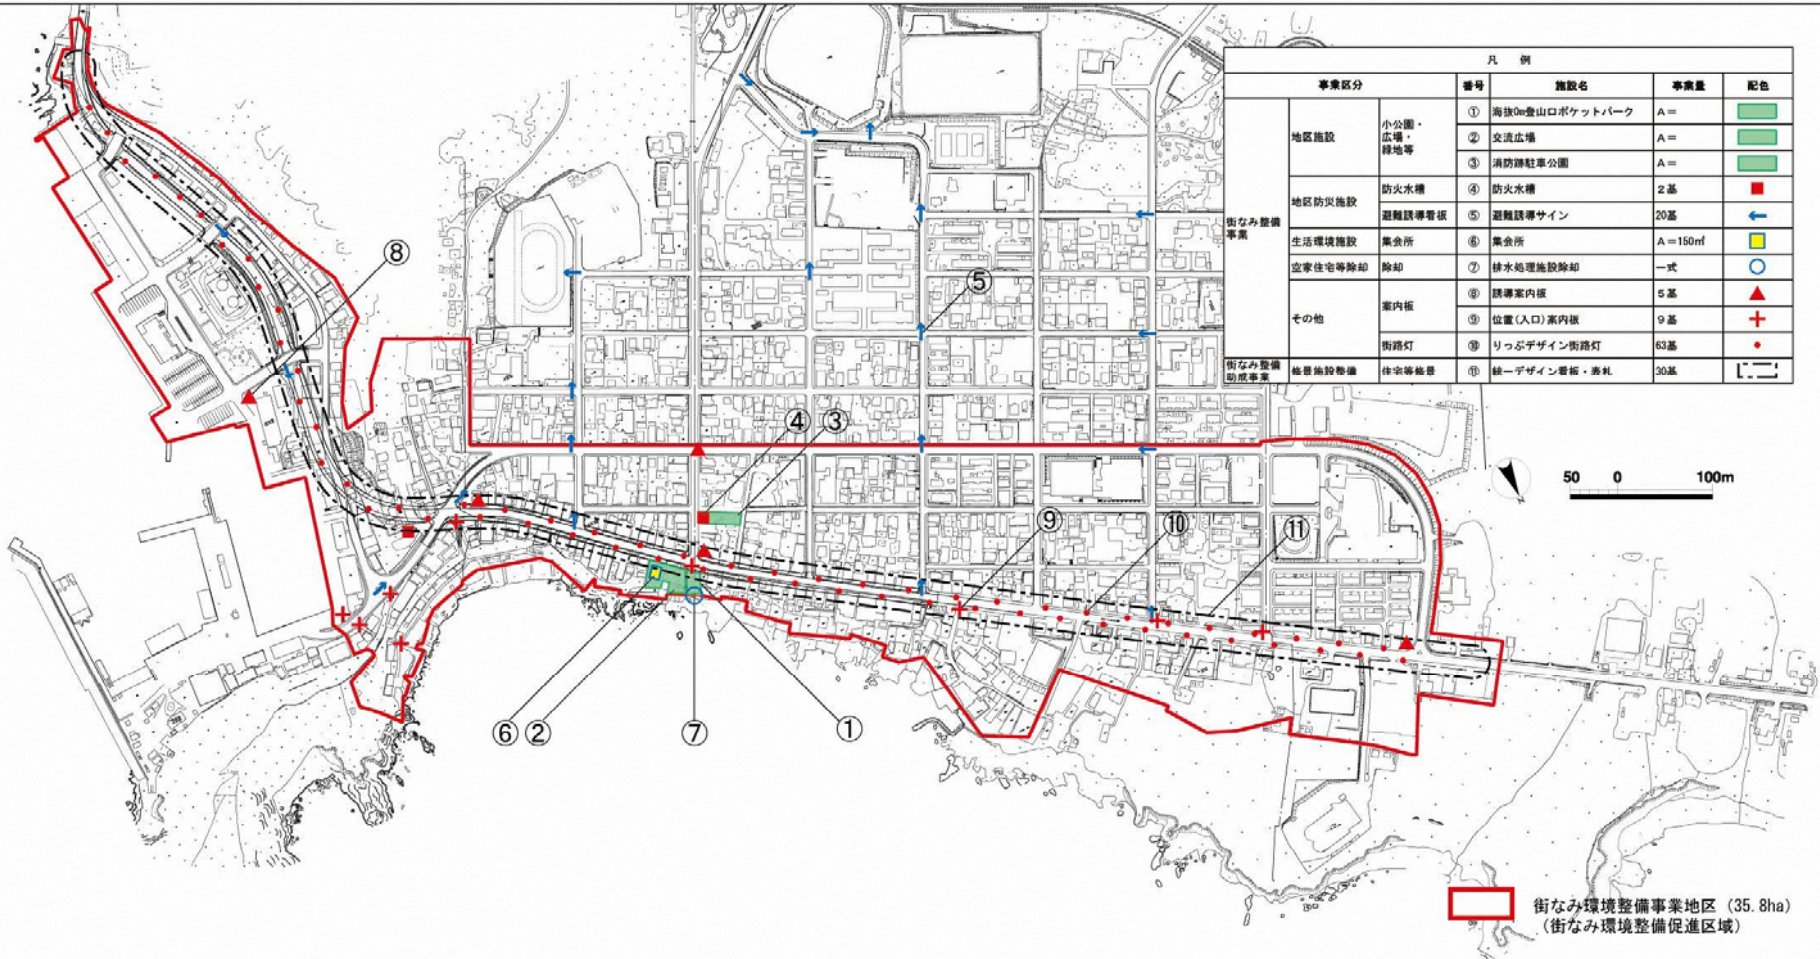 凡 例
事業区分 番号 施設名 事業量 配色
街なみ整備事業 地区施設 小公園・広場・緑地等 ① 海抜0m登山口ポケットパーク A=
② 交流広場 A=
③ 消防跡駐車公園 A=
地区防災施設 防火水槽 ④ 防火水槽 2基
避難誘導看板 ⑤ 避難誘導サイン 20基
生活環境施設 集会所 ⑥ 集会所 A=150㎡
空家住宅等除却 除却 ⑦ 排水処理施設除却 一式
その他 案内板 ⑧ 誘導案内板 5基
⑨ 位置(入口)案内板 9基
街路灯 ⑩ りっぷデザイン街路灯 63基
街なみ整備助成事業 修景施設整備 住宅等修景 ⑪ 統一デザイン看板・表札 30基
⑧
⑤
④ ③
50 0 100m
⑨ ⑩ ⑪
⑥ ② ⑦ ①
街なみ環境整備事業地区 (35.8ha)
(街なみ環境整備促進区域)